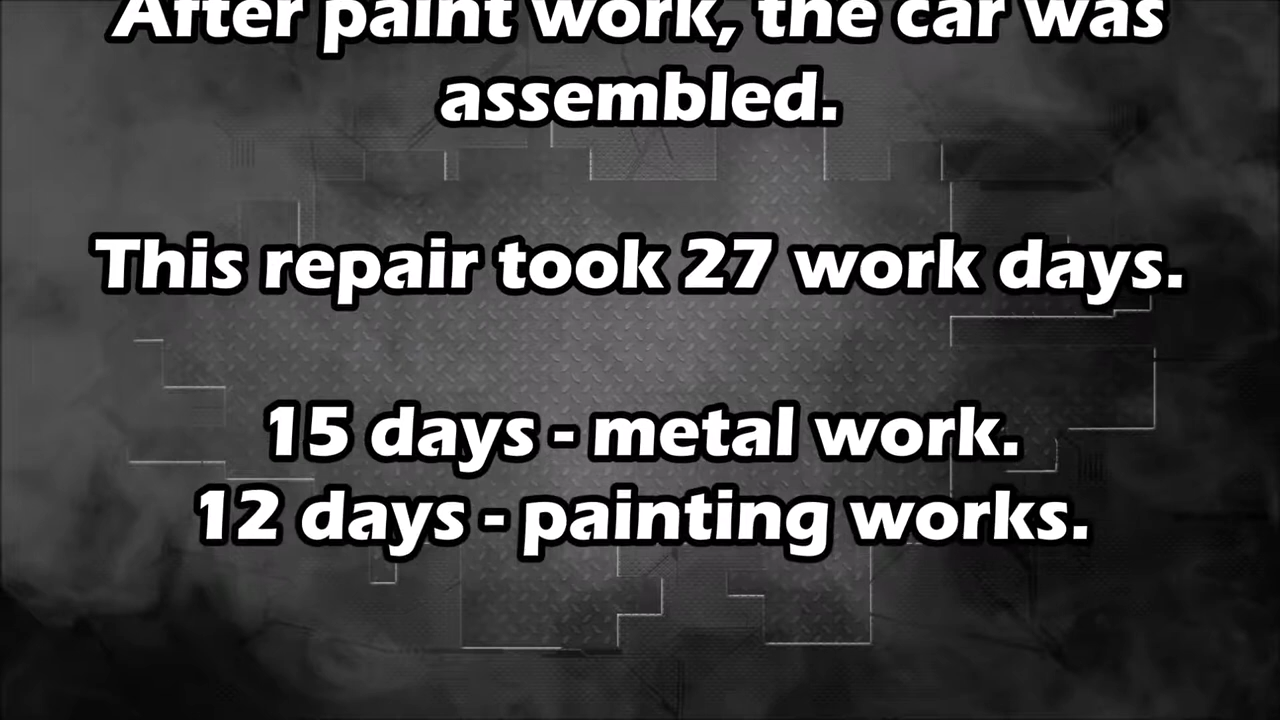 After paint work, the car was
assembled.
This repair took 27 work days.
15 days - metal work.
12 days - painting works.